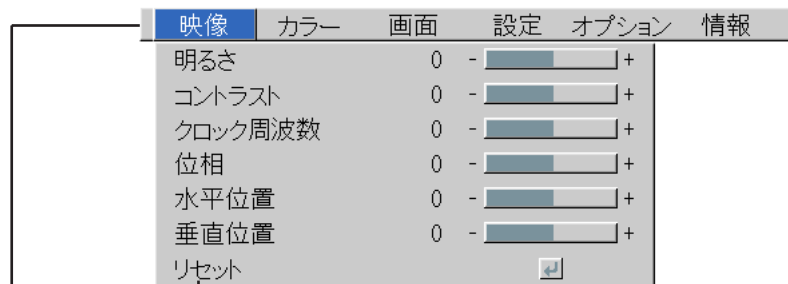 映像 カラー 画面 設定 オプション 情報
明るさ 0 - +
コントラスト 0 - +
クロック周波数 0 - +
位相 0 - +
水平位置 0 - +
垂直位置 0 - +
リセット